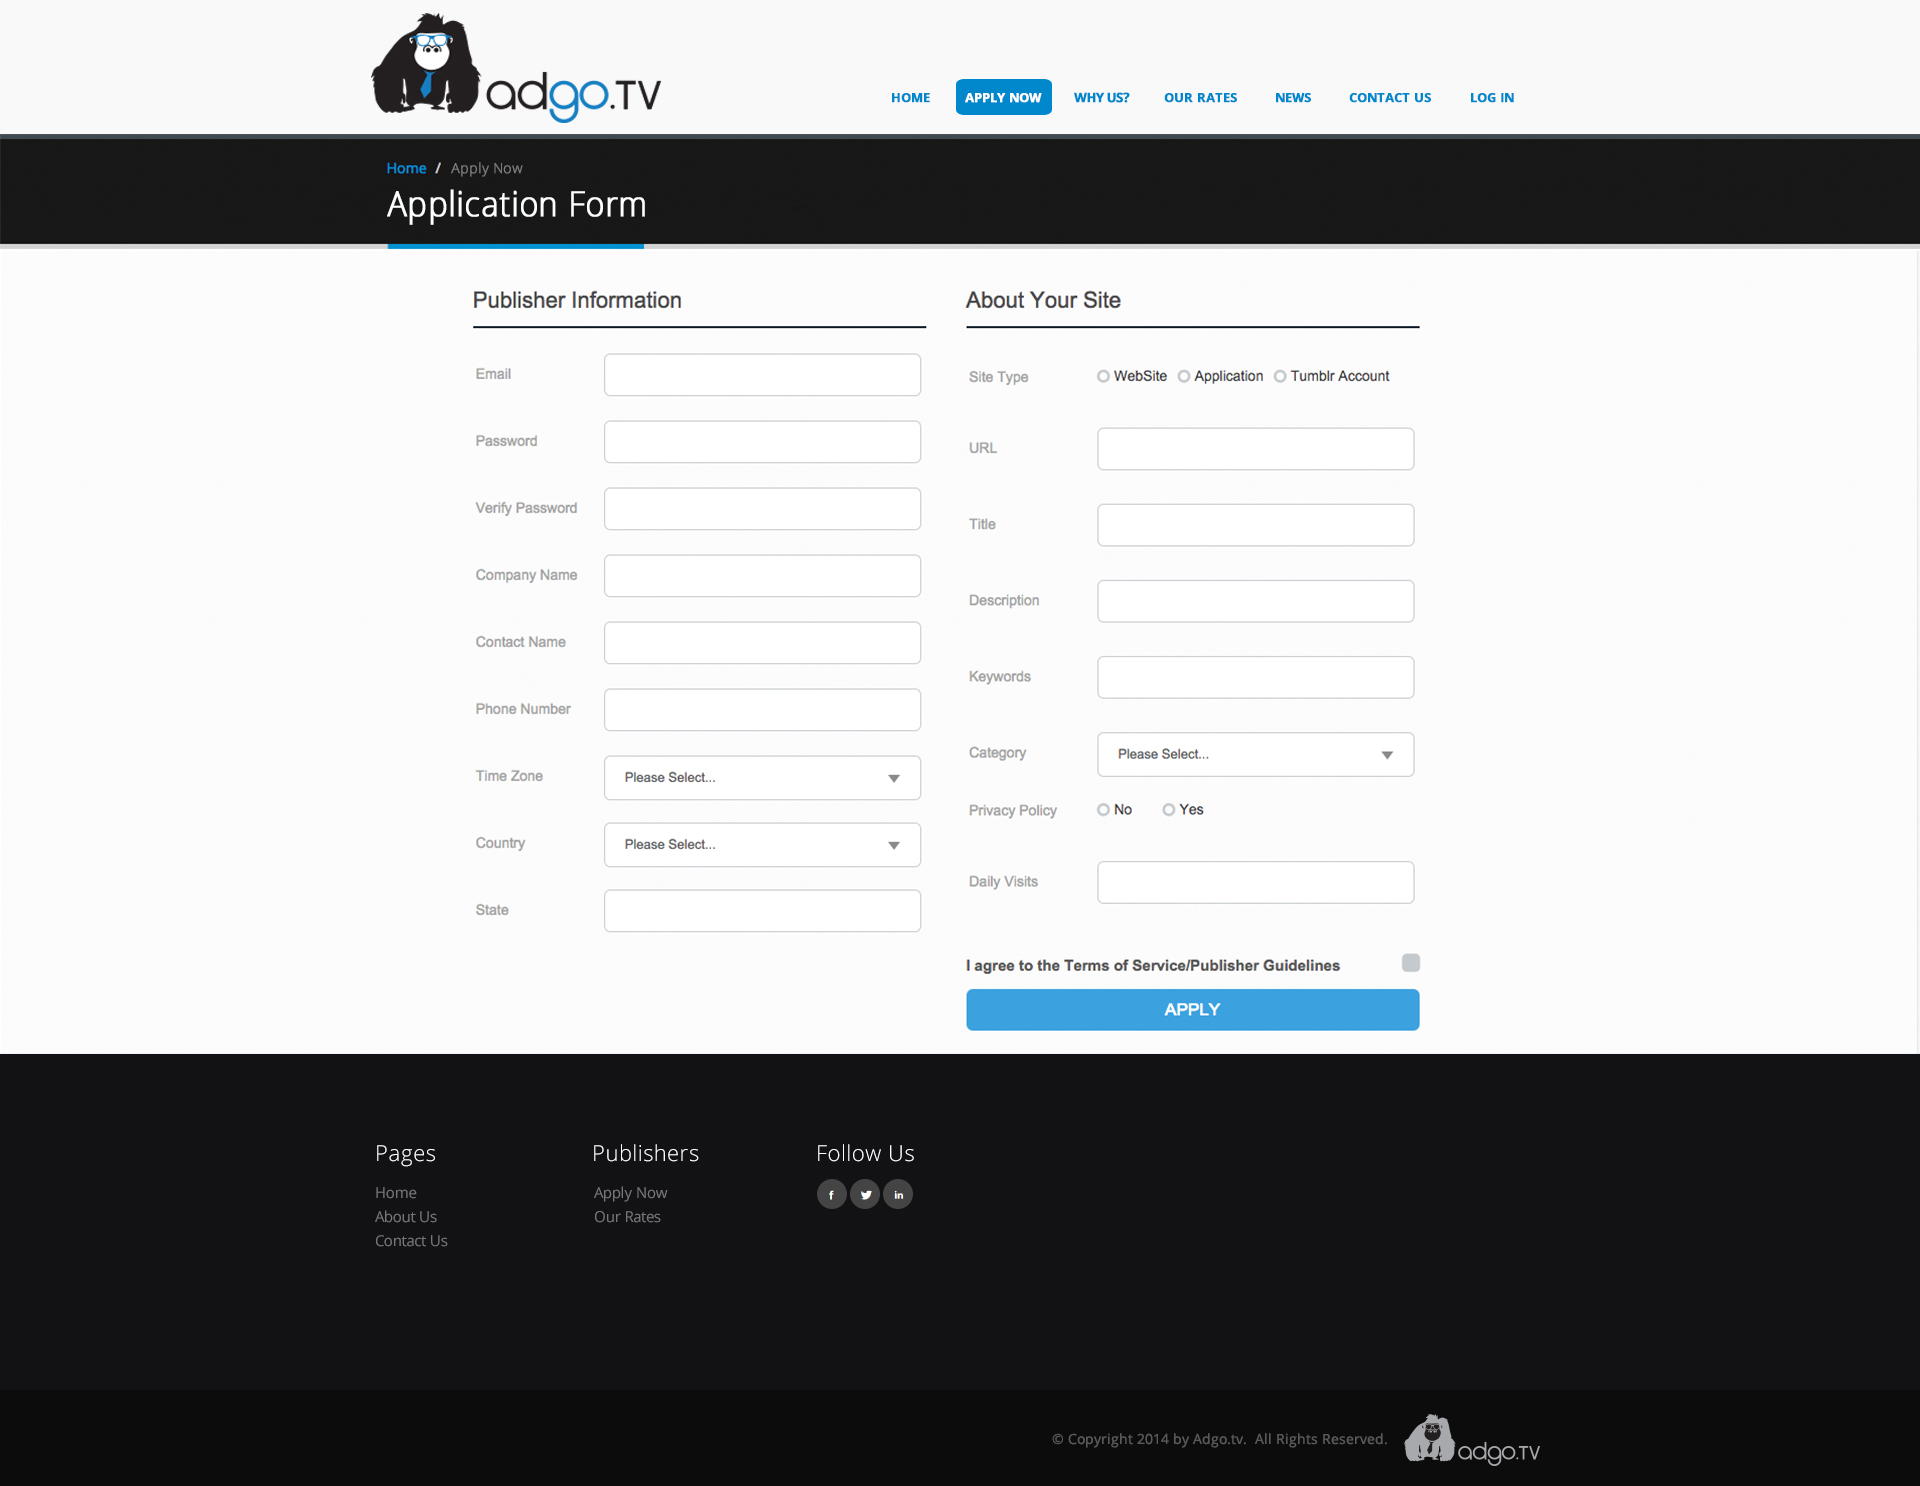 adgo.TV
HOME APPLY NOW WHY US? OUR RATES NEWS CONTACT US LOG IN
Home / Apply Now
Application Form
Publisher Information
Email
Password
Verify Password
Company Name
Contact Name
Phone Number
Time Zone Please Select...
Country Please Select...
State
About Your Site
Site Type WebSite Application Tumblr Account
URL
Title
Description
Keywords
Category Please Select...
Privacy Policy No Yes
Daily Visits
I agree to the Terms of Service/Publisher Guidelines
APPLY
Pages
Home
About Us
Contact Us
Publishers
Apply Now
Our Rates
Follow Us
f in
© Copyright 2014 by Adgo.tv. All Rights Reserved.
adgo.TV